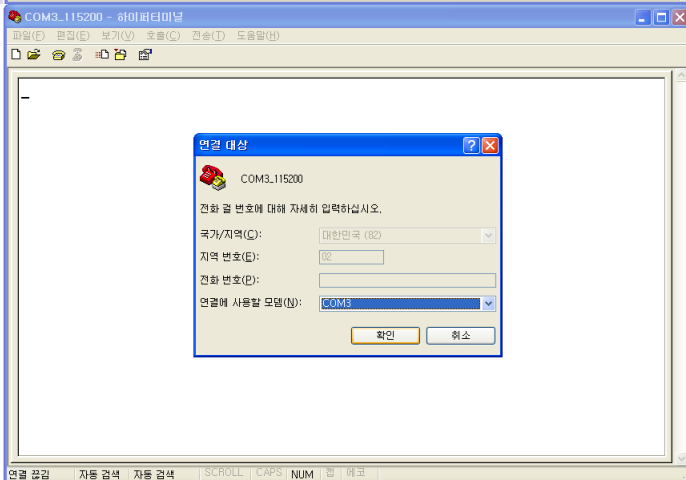 COM3_115200 - 하이퍼터미널
파일(F) 편집(E) 보기(V) 호출(C) 전송(T) 도움말(H)
연결 대상
COM3_115200
전화 걸 번호에 대해 자세히 입력하십시오.
국가/지역(C): 대한민국 (82)
지역 번호(E): 02
전화 번호(P):
연결에 사용할 모뎀(N): COM3
확인 취소
연결 끊김 자동 검색 자동 검색 SCROLL CAPS NUM 캡 에코